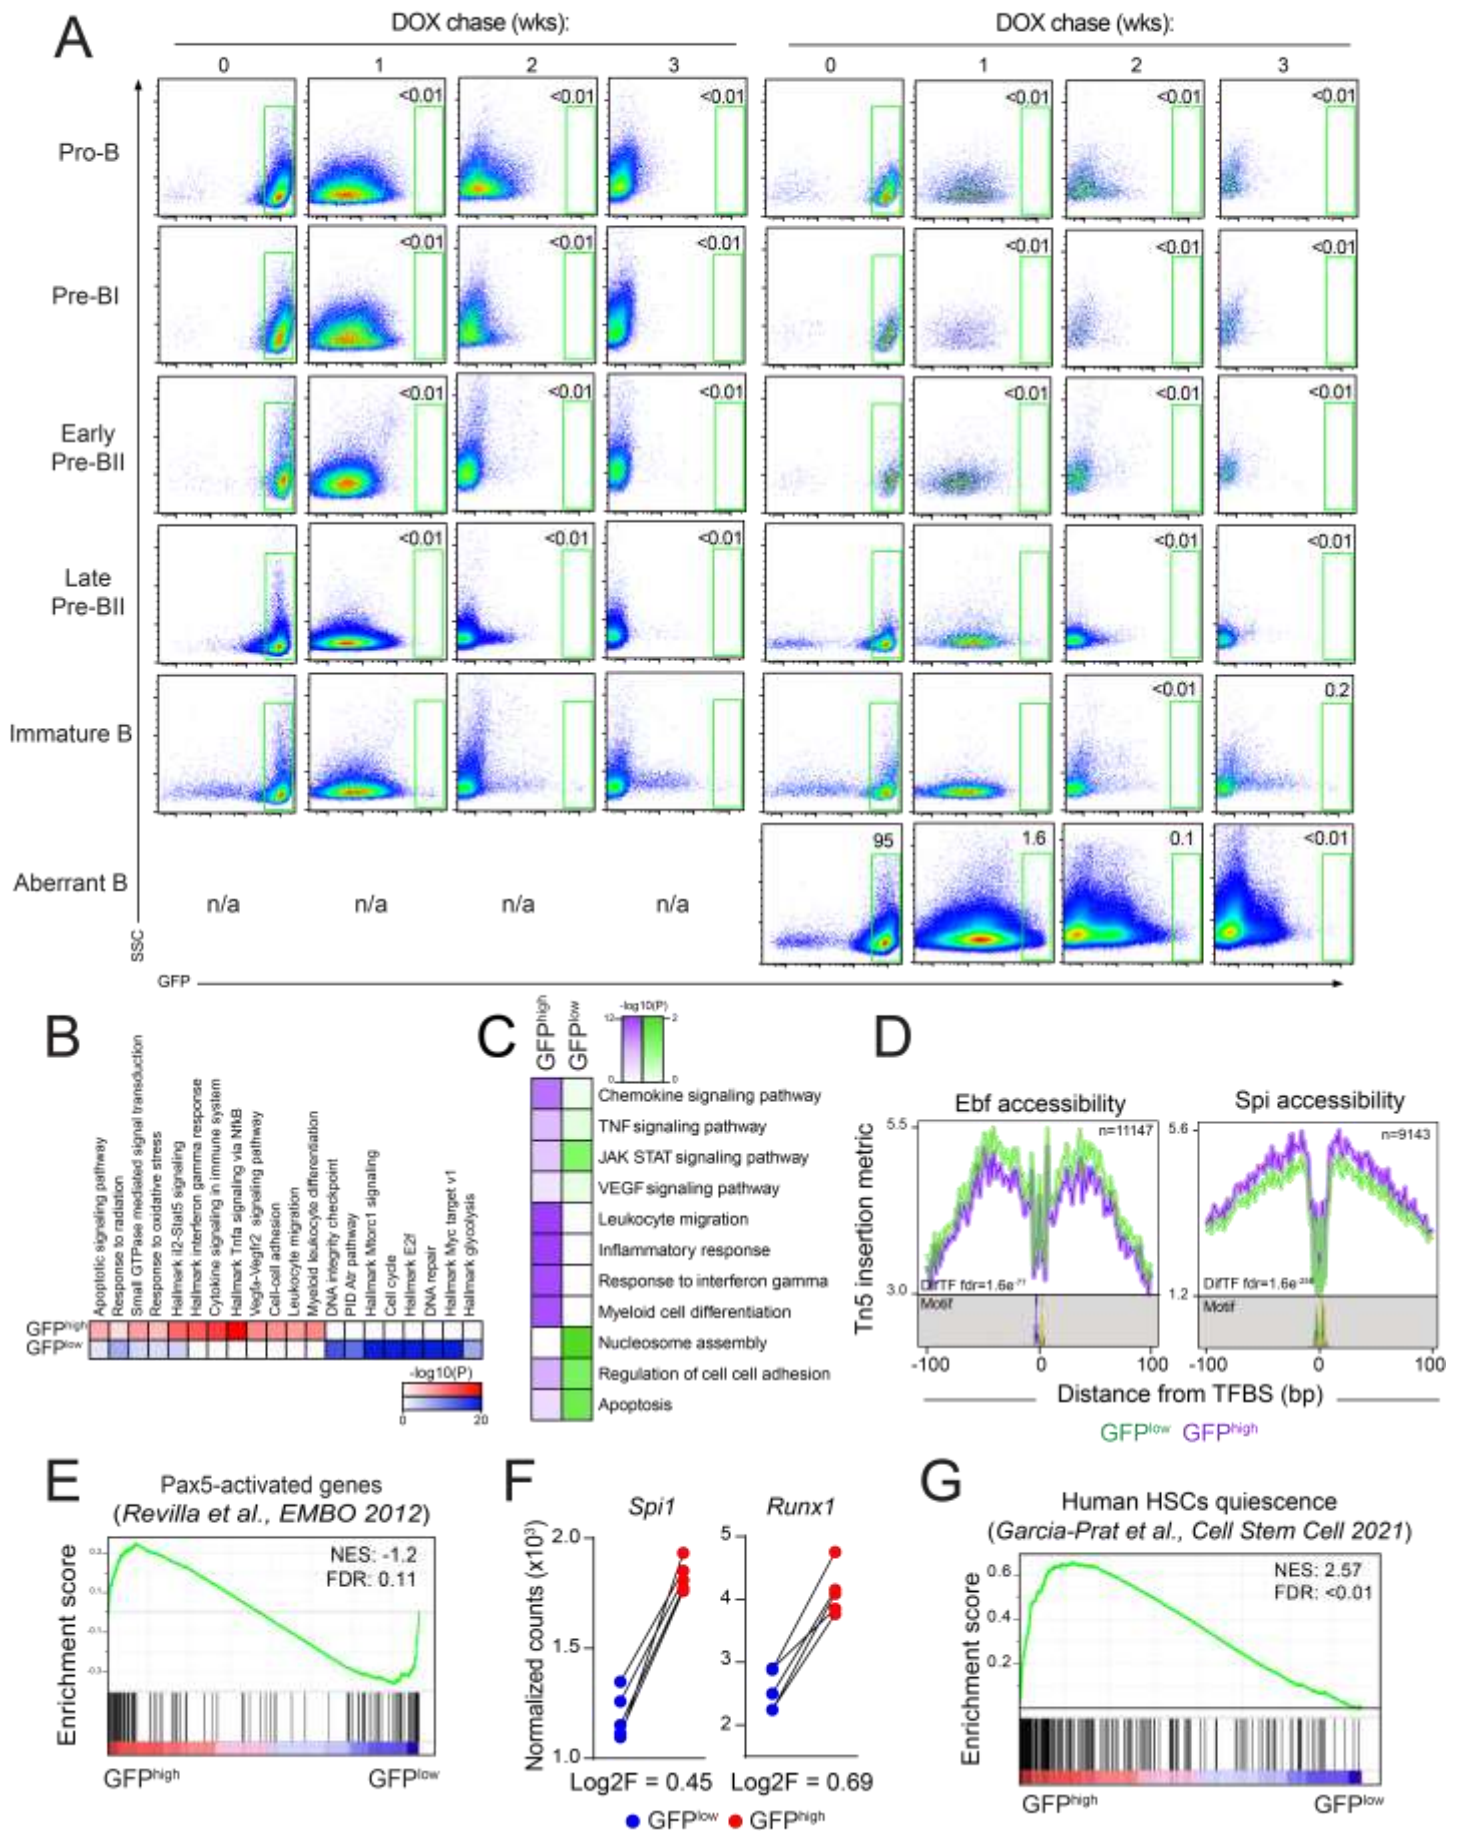 A
DOX chase (wks):
DOX chase (wks):
0 1 2 3 0 1 2 3
Pro-B
<0.01 <0.01 <0.01 <0.01 <0.01 <0.01
Pre-BI
<0.01 <0.01 <0.01 <0.01 <0.01 <0.01
Early
Pre-BII
<0.01 <0.01 <0.01 <0.01 <0.01 <0.01
Late
Pre-BII
<0.01 <0.01 <0.01 <0.01 <0.01
Immature B
<0.01 0.2
Aberrant B
n/a n/a n/a n/a
95 1.6 0.1 <0.01
SSC
GFP
B
Apoptotic signaling pathway
Response to radiation
Small GTPase mediated signal transduction
Response to oxidative stress
Hallmark il2-Stat5 signaling
Hallmark interferon gamma response
Cytokine signaling in immune system
Hallmark Tnfa signaling via NfkB
Vegfa-Vegfr2 signaling pathway
Cell-cell adhesion
Leukocyte migration
Myeloid leukocyte differentiation
DNA integrity checkpoint
PID Atr pathway
Hallmark Mtorc1 signaling
Cell cycle
Hallmark E2f
DNA repair
Hallmark Myc target v1
Hallmark glycolysis
GFPhigh
GFPlow
-log10(P)
0 20
C
GFPhigh
GFPlow
-log10(P)
12 2
0 0
Chemokine signaling pathway
TNF signaling pathway
JAK STAT signaling pathway
VEGF signaling pathway
Leukocyte migration
Inflammatory response
Response to interferon gamma
Myeloid cell differentiation
Nucleosome assembly
Regulation of cell cell adhesion
Apoptosis
D
Ebf accessibility
Spi accessibility
Tn5 insertion metric
5.5
n=11147
3.0
DifTF fdr=1.6e-71
Motif
5.6
n=9143
1.2
Motif
-100 0 100
-100 0 100
Distance from TFBS (bp)
GFPlow GFPhigh
E
Pax5-activated genes
(Revilla et al., EMBO 2012)
Enrichment score
NES: -1.2
FDR: 0.11
GFPhigh GFPlow
F
Spi1 Runx1
Normalized counts (x10³)
2.0
1.5
1.0
5
4
3
2
Log2F = 0.45 Log2F = 0.69
GFPlow GFPhigh
G
Human HSCs quiescence
(Garcia-Prat et al., Cell Stem Cell 2021)
Enrichment score
0.6
0.4
0.2
NES: 2.57
FDR: <0.01
GFPhigh GFPlow